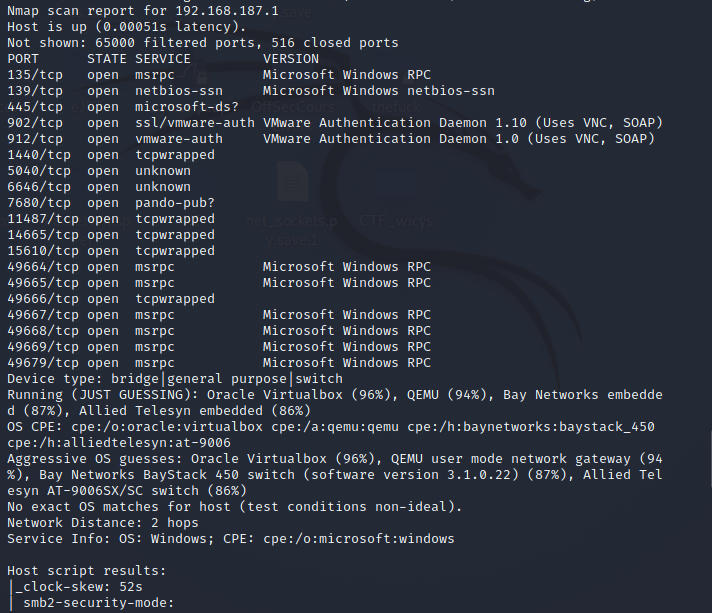 .save
Nmap scan report for 192.168.187.1
Host is up (0.00051s latency).
Not shown: 65000 filtered ports, 516 closed ports
PORT STATE SERVICE VERSION
135/tcp open msrpc Microsoft Windows RPC
139/tcp open netbios-ssn Microsoft Windows netbios-ssn
445/tcp open microsoft-ds?
OffSecCours
902/tcp open ssl/vmware-auth VMware Authentication Daemon 1.10 (Uses VNC, SOAP)
912/tcp open vmware-auth VMware Authentication Daemon 1.0 (Uses VNC, SOAP)
1440/tcp open tcpwrapped
5040/tcp open unknown
6646/tcp open unknown
7680/tcp open pando-pub?
11487/tcp open tcpwrapped
net_sockets.p
CTF_wicys
14665/tcp open tcpwrapped
y.save.1
15610/tcp open tcpwrapped
49664/tcp open msrpc Microsoft Windows RPC
49665/tcp open msrpc Microsoft Windows RPC
49666/tcp open tcpwrapped
49667/tcp open msrpc Microsoft Windows RPC
49668/tcp open msrpc Microsoft Windows RPC
49669/tcp open msrpc Microsoft Windows RPC
49679/tcp open msrpc Microsoft Windows RPC
Device type: bridge|general purpose|switch
Running (JUST GUESSING): Oracle Virtualbox (96%), QEMU (94%), Bay Networks embedde
d (87%), Allied Telesyn embedded (86%)
OS CPE: cpe:/o:oracle:virtualbox cpe:/a:qemu:qemu cpe:/h:baynetworks:baystack_450
cpe:/h:alliedtelesyn:at-9006
Aggressive OS guesses: Oracle Virtualbox (96%), QEMU user mode network gateway (94
%), Bay Networks BayStack 450 switch (software version 3.1.0.22) (87%), Allied Tel
esyn AT-9006SX/SC switch (86%)
No exact OS matches for host (test conditions non-ideal).
Network Distance: 2 hops
Service Info: OS: Windows; CPE: cpe:/o:microsoft:windows
Host script results:
|_clock-skew: 52s
| smb2-security-mode: